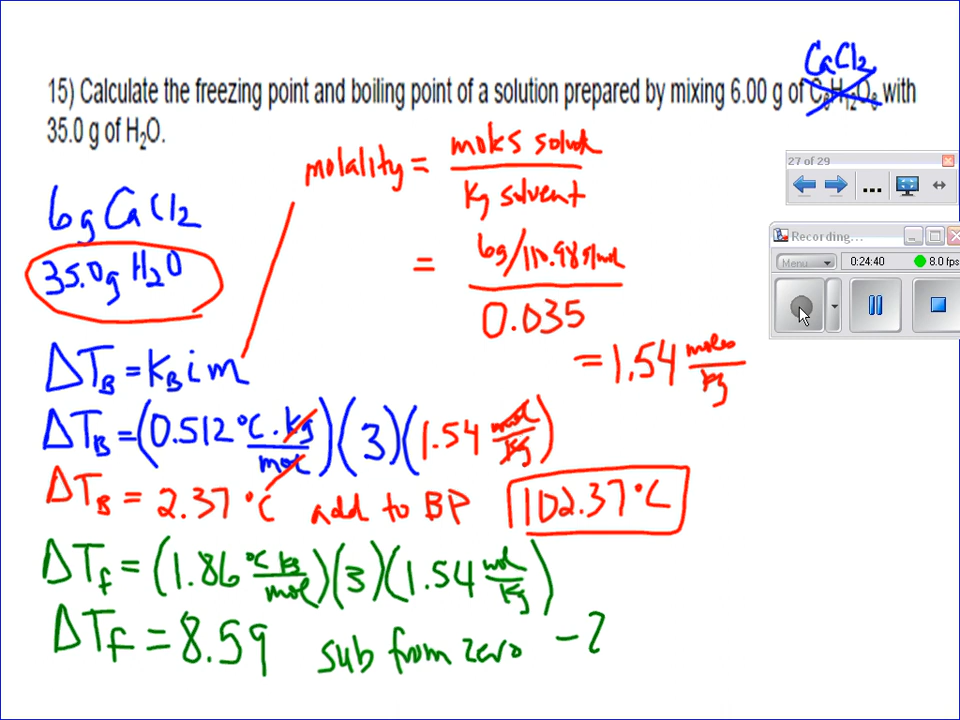 CaCl2
15) Calculate the freezing point and boiling point of a solution prepared by mixing 6.00 g of C6H12O6 with
35.0 g of H2O.
molality = moles solute / kg solvent
6g CaCl2
35.0g H2O
= 6g/110.98g/mol / 0.035
= 1.54 moles/kg
ΔTB = KB i m
ΔTB = (0.512 °C·kg/mol)(3)(1.54 mol/kg)
ΔTB = 2.37 °C add to BP 102.37°C
ΔTf = (1.86 °C kg/mol)(3)(1.54 mol/kg)
ΔTf = 8.59 sub from zero -
27 of 29
...
Recording...
Menu
0:24:40
8.0 fps